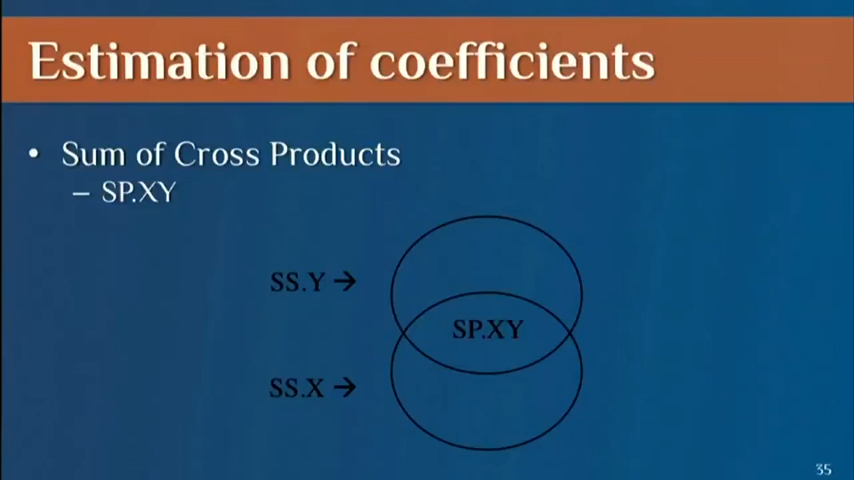 Estimation of coefficients
• Sum of Cross Products
– SP.XY
SS.Y →
SP.XY
SS.X →
35